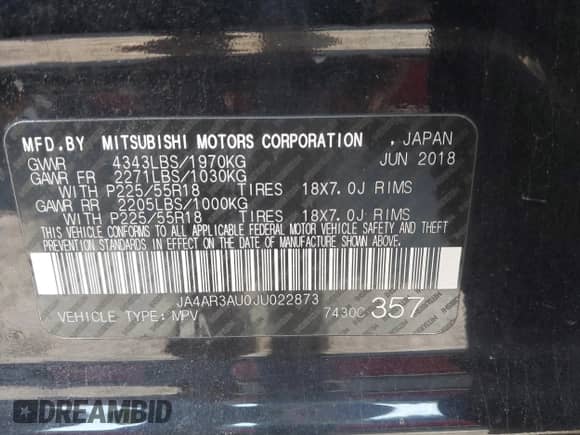 MFD.BY MITSUBISHI MOTORS CORPORATION , JAPAN
GVWR 4343LBS/1970KG JUN 2018
GAWR FR 2271LBS/1030KG
WITH P225/55R18 TIRES 18X7.0J RIMS
GAWR RR 2205LBS/1000KG
WITH P225/55R18 TIRES 18X7.0J RIMS
THIS VEHICLE CONFORMS TO ALL APPLICABLE FEDERAL MOTOR VEHICLE SAFETY AND THEFT
PREVENTION STANDARDS IN EFFECT ON THE DATE OF MANUFACTURE SHOWN ABOVE.
JA4AR3AU0JU022873
VEHICLE TYPE:MPV 7430C 357
DREAMBID